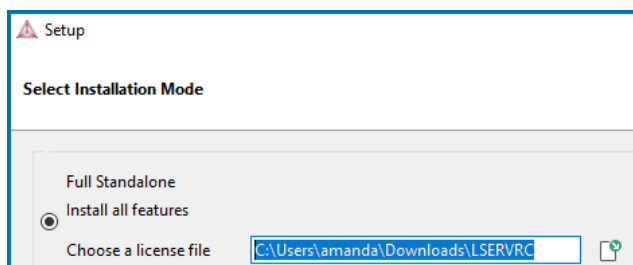 Setup
Select Installation Mode
Full Standalone
Install all features
Choose a license file C:\Users\amanda\Downloads\LSERVRC